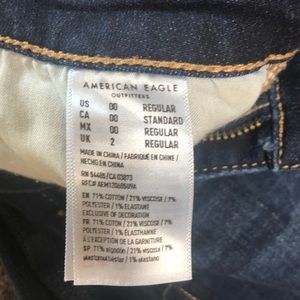 AMERICAN EAGLE
OUTFITTERS
US 00 REGULAR
CA 00 STANDARD
MX 00 REGULAR
UK 2 REGULAR
MADE IN CHINA / FABRIQUÉ EN CHINE /
HECHO EN CHINA
RN 54485/CA 03873
EN 71% COTTON / 21% VISCOSE / 7%
POLYESTER / 1% ELASTANE
EXCLUSIVE OF DECORATION
FR 71% COTON / 21% VISCOSE / 7%
POLYESTER / 1% ÉLASTHANNE
À L'EXCEPTION DE LA GARNITURE
SP 71% algodón / 21% viscosa / 7%
1% elastano